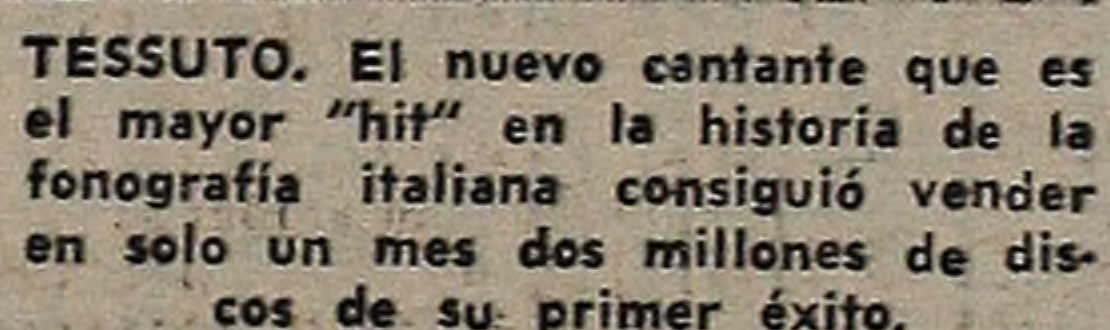 TESSUTO. El nuevo cantante que es
el mayor "hit" en la historia de la
fonografía italiana consiguió vender
en solo un mes dos millones de dis-
cos de su primer éxito.